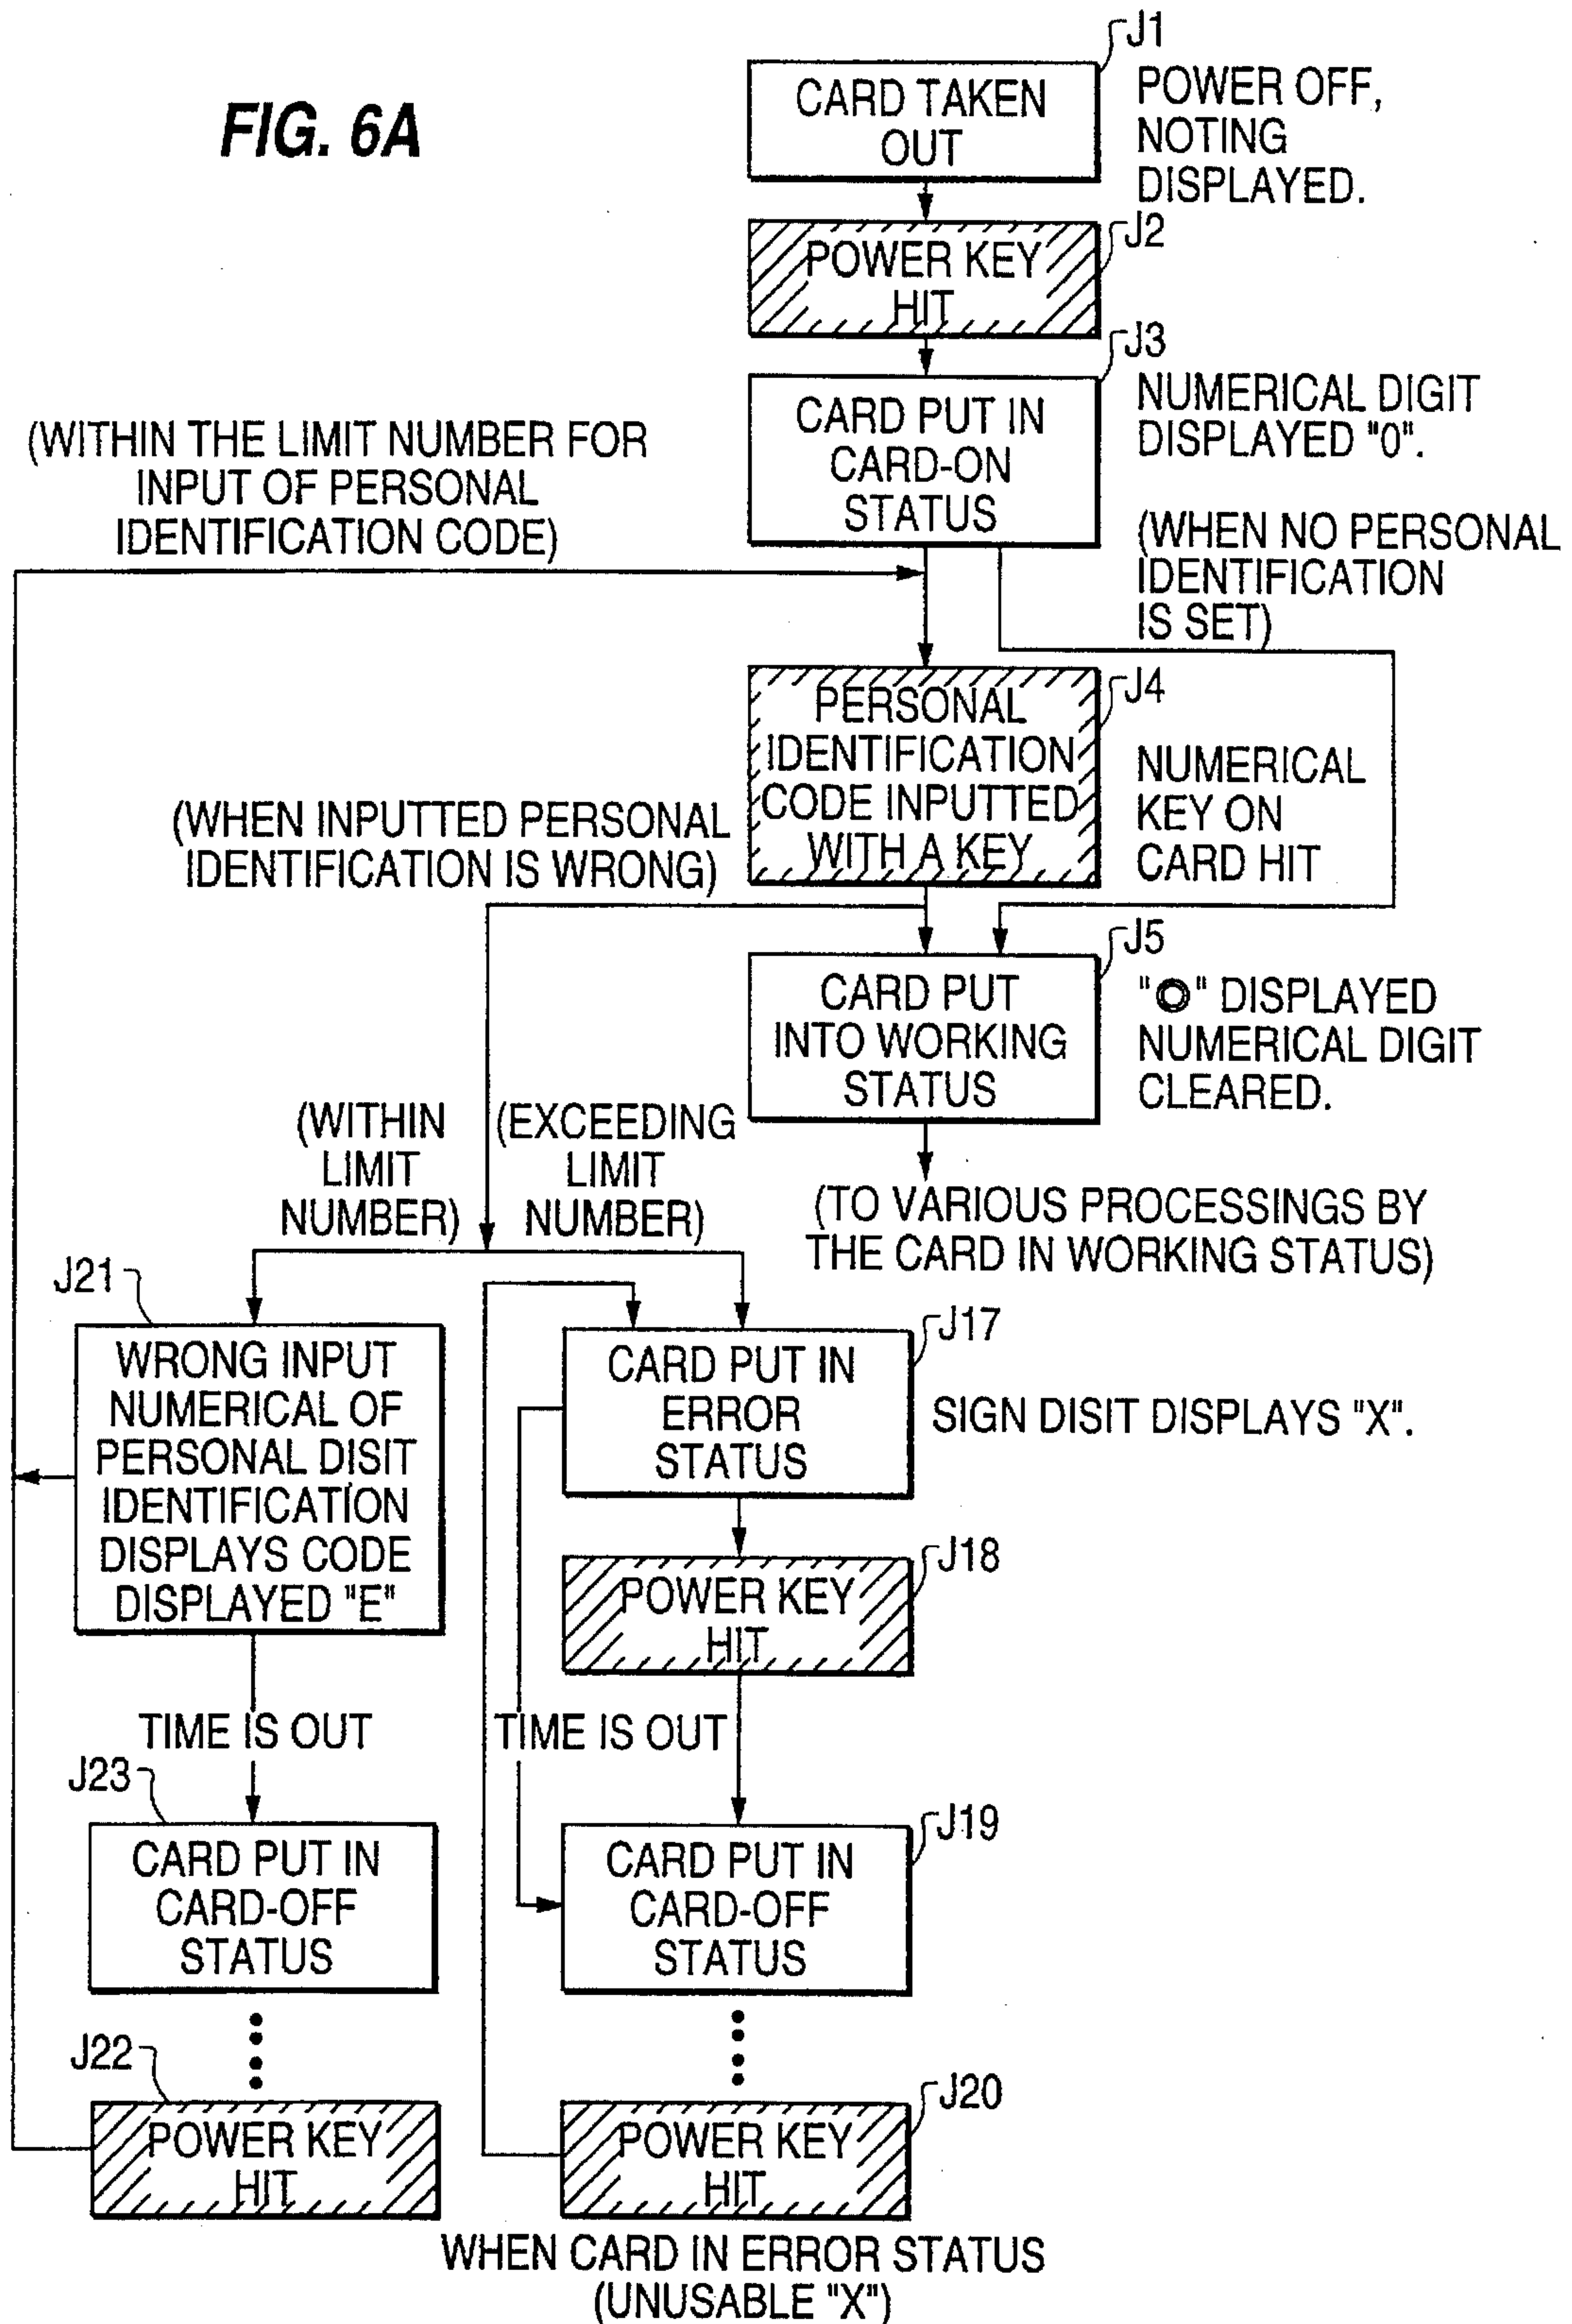 FIG. 6A
J1
CARD TAKEN
OUT
POWER OFF,
NOTING
DISPLAYED.
J2
POWER KEY
HIT
J3
CARD PUT IN
CARD-ON
STATUS
NUMERICAL DIGIT
DISPLAYED "0".
(WITHIN THE LIMIT NUMBER FOR
INPUT OF PERSONAL
IDENTIFICATION CODE)
(WHEN NO PERSONAL
IDENTIFICATION
IS SET)
J4
PERSONAL
IDENTIFICATION
CODE INPUTTED
WITH A KEY
NUMERICAL
KEY ON
CARD HIT
(WHEN INPUTTED PERSONAL
IDENTIFICATION IS WRONG)
J5
CARD PUT
INTO WORKING
STATUS
"◎" DISPLAYED
NUMERICAL DIGIT
CLEARED.
(WITHIN
LIMIT
NUMBER)
(EXCEEDING
LIMIT
NUMBER)
(TO VARIOUS PROCESSINGS BY
THE CARD IN WORKING STATUS)
J21
WRONG INPUT
NUMERICAL OF
PERSONAL DISIT
IDENTIFICATION
DISPLAYS CODE
DISPLAYED "E"
J17
CARD PUT IN
ERROR
STATUS
SIGN DISIT DISPLAYS "X".
J18
POWER KEY
HIT
TIME IS OUT
TIME IS OUT
J23
CARD PUT IN
CARD-OFF
STATUS
J19
CARD PUT IN
CARD-OFF
STATUS
J22
POWER KEY
HIT
J20
POWER KEY
HIT
WHEN CARD IN ERROR STATUS
(UNUSABLE "X")